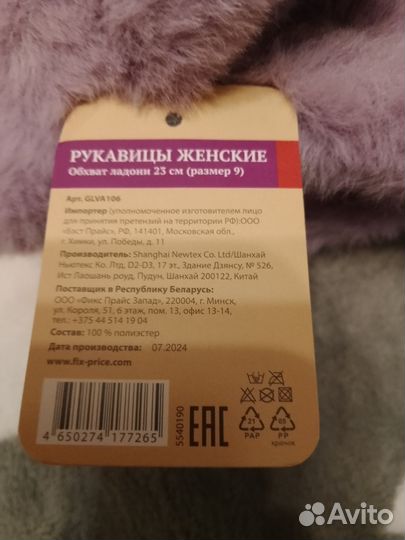 РУКАВИЦЫ ЖЕНСКИЕ
Обхват ладони 23 см (размер 9)
Арт. GLVA106
Импортер (уполномоченное изготовителем лицо
для принятия претензий на территории РФ):ООО
«Бэст Прайс», РФ, 141401, Московская обл.,
г. Химки, ул. Победы, д. 11
Производитель: Shanghai Newtex Co. Ltd/Шанхай
Ньютекс Ко. Лтд, D2-D3, 17 эт., Здание Дзянсу, № 526,
Ист Лаошань роуд, Пудун, Шанхай 200122, Китай
Поставщик в Республику Беларусь:
ООО «Фикс Прайс Запад», 220004, г. Минск,
ул. Короля, 51, 6 этаж, пом. 13, офис 13-14,
тел.: +375 44 514 19 04
Состав: 100 % полиэстер
Дата производства: 07.2024
www.fix-price.com
4 650274 177265
5540190
EAC
21
PAP
PP
крючок
Avito